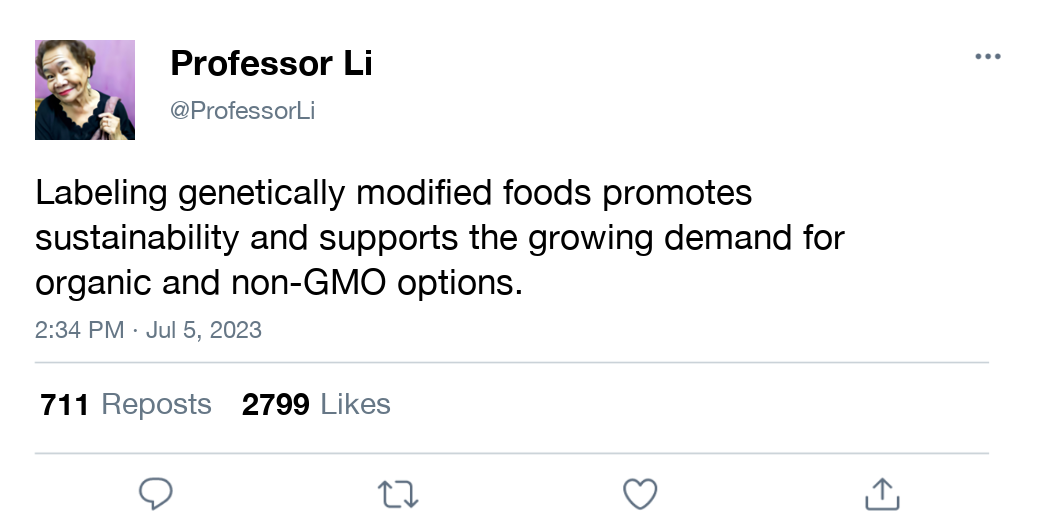 Professor Li
@ProfessorLi
Labeling genetically modified foods promotes
sustainability and supports the growing demand for
organic and non-GMO options.
2:34 PM · Jul 5, 2023
711 Reposts 2799 Likes